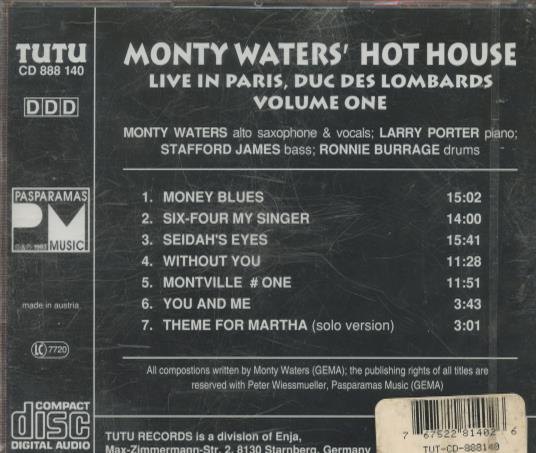 TUTU
CD 888 140
DDD
PASPARAMAS
PM
MUSIC
made in austria
LC 7720
COMPACT
disc
DIGITAL AUDIO
MONTY WATERS' HOT HOUSE
LIVE IN PARIS, DUC DES LOMBARDS
VOLUME ONE
MONTY WATERS alto saxophone & vocals; LARRY PORTER piano;
STAFFORD JAMES bass; RONNIE BURRAGE drums
1. MONEY BLUES 15:02
2. SIX-FOUR MY SINGER 14:00
3. SEIDAH'S EYES 15:41
4. WITHOUT YOU 11:28
5. MONTVILLE # ONE 11:51
6. YOU AND ME 3:43
7. THEME FOR MARTHA (solo version) 3:01
All compostions written by Monty Waters (GEMA); the publishing rights of all titles are
reserved with Peter Wiessmueller, Pasparamas Music (GEMA)
TUTU RECORDS is a division of Enja,
Max-Zimmermann-Str. 2, 8130 Starnberg, Germany
7 67522 81402 6
TUT-CD-888140